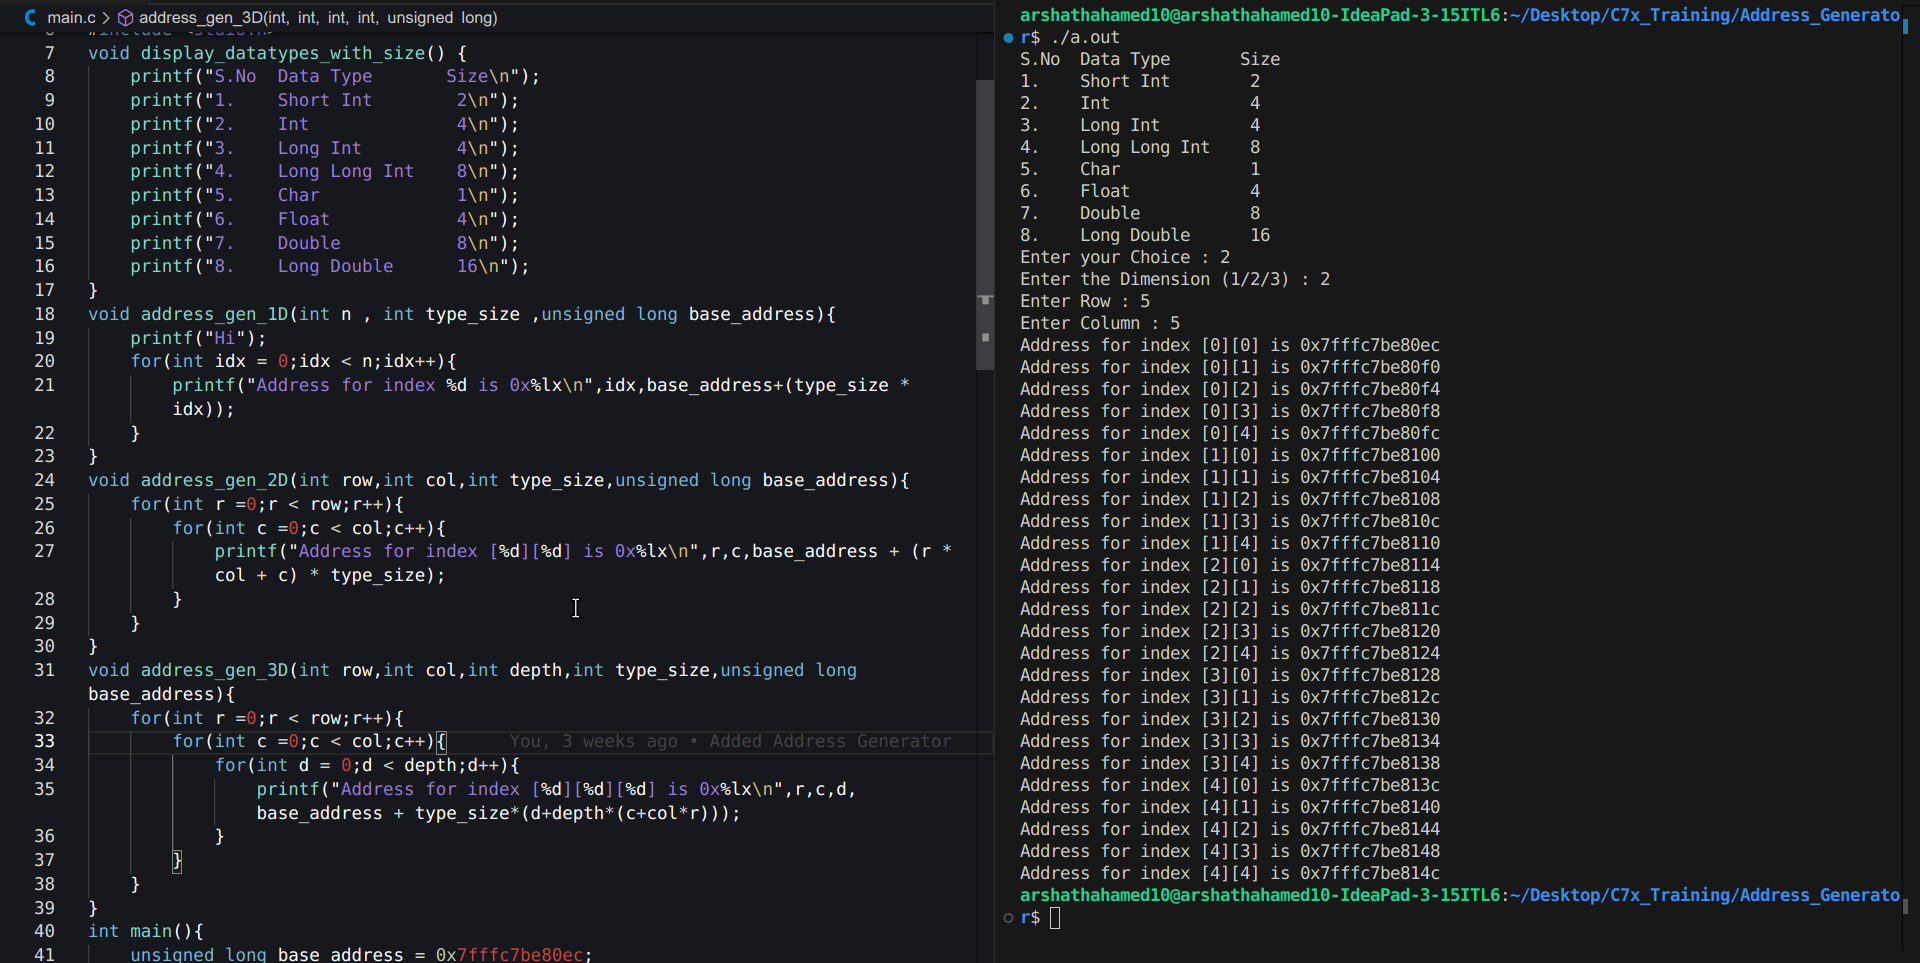 main.c > address_gen_3D(int, int, int, int, unsigned long)
6 #include <stdio.h>
7 void display_datatypes_with_size() {
8 printf("S.No  Data Type       Size\n");
9 printf("1.    Short Int        2\n");
10 printf("2.    Int              4\n");
11 printf("3.    Long Int         4\n");
12 printf("4.    Long Long Int    8\n");
13 printf("5.    Char             1\n");
14 printf("6.    Float            4\n");
15 printf("7.    Double           8\n");
16 printf("8.    Long Double      16\n");
17 }
18 void address_gen_1D(int n , int type_size ,unsigned long base_address){
19 printf("Hi");
20 for(int idx = 0;idx < n;idx++){
21 printf("Address for index %d is 0x%lx\n",idx,base_address+(type_size *
idx));
22 }
23 }
24 void address_gen_2D(int row,int col,int type_size,unsigned long base_address){
25 for(int r =0;r < row;r++){
26 for(int c =0;c < col;c++){
27 printf("Address for index [%d][%d] is 0x%lx\n",r,c,base_address + (r *
col + c) * type_size);
28 }
29 }
30 }
31 void address_gen_3D(int row,int col,int depth,int type_size,unsigned long
base_address){
32 for(int r =0;r < row;r++){
33 for(int c =0;c < col;c++){ You, 3 weeks ago • Added Address Generator
34 for(int d = 0;d < depth;d++){
35 printf("Address for index [%d][%d][%d] is 0x%lx\n",r,c,d,
base_address + type_size*(d+depth*(c+col*r)));
36 }
37 }
38 }
39 }
40 int main(){
41 unsigned long base_address = 0x7fffc7be80ec;
arshathahamed10@arshathahamed10-IdeaPad-3-15ITL6:~/Desktop/C7x_Training/Address_Generato
r$ ./a.out
S.No  Data Type       Size
1.    Short Int        2
2.    Int              4
3.    Long Int         4
4.    Long Long Int    8
5.    Char             1
6.    Float            4
7.    Double           8
8.    Long Double      16
Enter your Choice : 2
Enter the Dimension (1/2/3) : 2
Enter Row : 5
Enter Column : 5
Address for index [0][0] is 0x7fffc7be80ec
Address for index [0][1] is 0x7fffc7be80f0
Address for index [0][2] is 0x7fffc7be80f4
Address for index [0][3] is 0x7fffc7be80f8
Address for index [0][4] is 0x7fffc7be80fc
Address for index [1][0] is 0x7fffc7be8100
Address for index [1][1] is 0x7fffc7be8104
Address for index [1][2] is 0x7fffc7be8108
Address for index [1][3] is 0x7fffc7be810c
Address for index [1][4] is 0x7fffc7be8110
Address for index [2][0] is 0x7fffc7be8114
Address for index [2][1] is 0x7fffc7be8118
Address for index [2][2] is 0x7fffc7be811c
Address for index [2][3] is 0x7fffc7be8120
Address for index [2][4] is 0x7fffc7be8124
Address for index [3][0] is 0x7fffc7be8128
Address for index [3][1] is 0x7fffc7be812c
Address for index [3][2] is 0x7fffc7be8130
Address for index [3][3] is 0x7fffc7be8134
Address for index [3][4] is 0x7fffc7be8138
Address for index [4][0] is 0x7fffc7be813c
Address for index [4][1] is 0x7fffc7be8140
Address for index [4][2] is 0x7fffc7be8144
Address for index [4][3] is 0x7fffc7be8148
Address for index [4][4] is 0x7fffc7be814c
arshathahamed10@arshathahamed10-IdeaPad-3-15ITL6:~/Desktop/C7x_Training/Address_Generato
r$